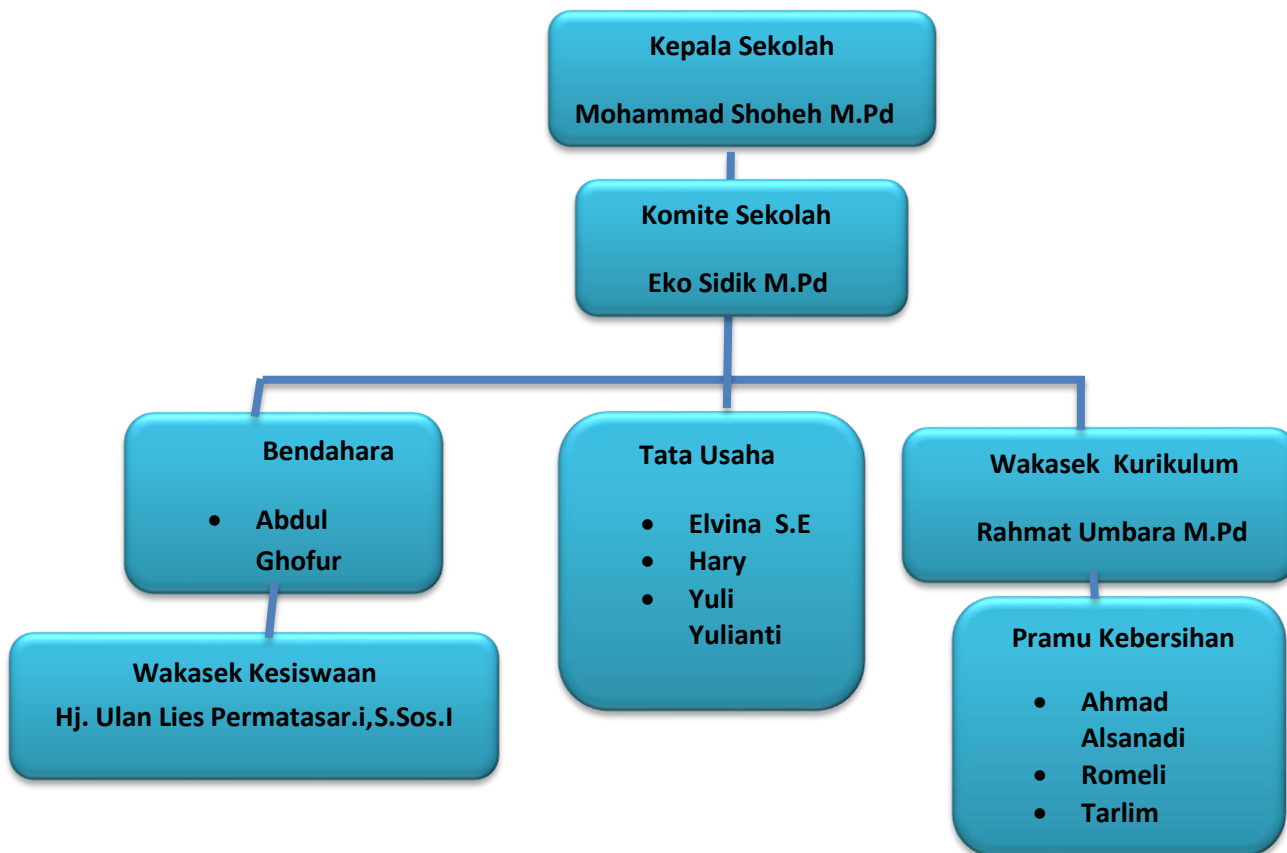 Kepala Sekolah
Mohammad Shoheh M.Pd
Komite Sekolah
Eko Sidik M.Pd
Bendahara
• Abdul
Ghofur
Wakasek Kesiswaan
Hj. Ulan Lies Permatasar.i,S.Sos.I
Tata Usaha
• Elvina S.E
• Hary
• Yuli
Yulianti
Wakasek Kurikulum
Rahmat Umbara M.Pd
Pramu Kebersihan
• Ahmad
Alsanadi
• Romeli
• Tarlim